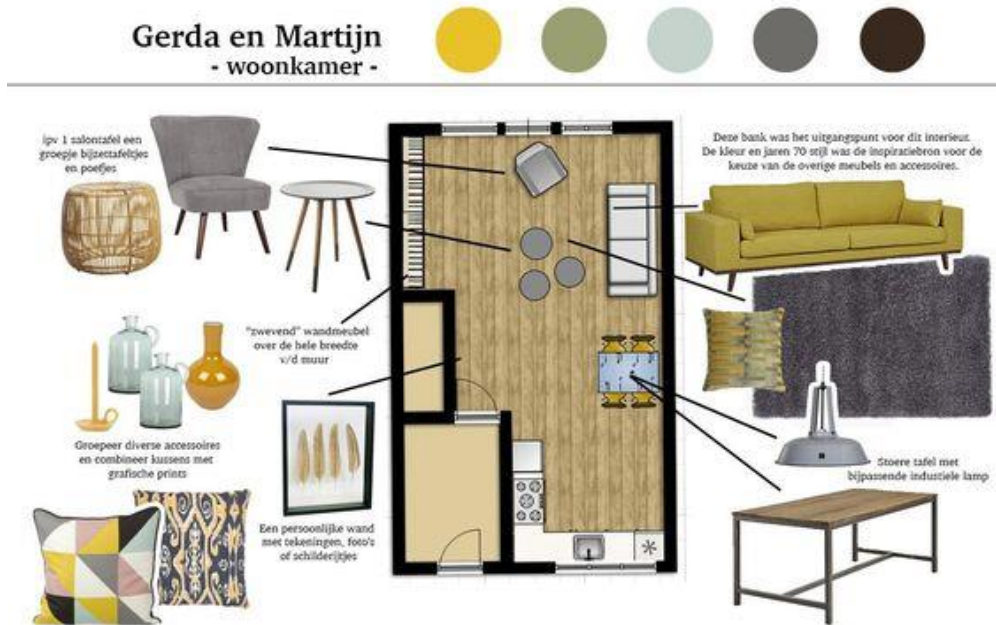 Gerda en Martijn
- woonkamer -
ipv 1 salontafel een
groepje bijzettafeltjes
en poefjes
Deze bank was het uitgangspunt voor dit interieur.
De kleur en jaren 70 stijl was de inspiratiebron voor de
keuze van de overige meubels en accessoires.
"zwevend" wandmeubel
over de hele breedte
v/d muur
Groepeer diverse accessoires
en combineer kussens met
grafische prints
Een persoonlijke wand
met tekeningen, foto's
of schilderijtjes
Stoere tafel met
bijpassende industiele lamp